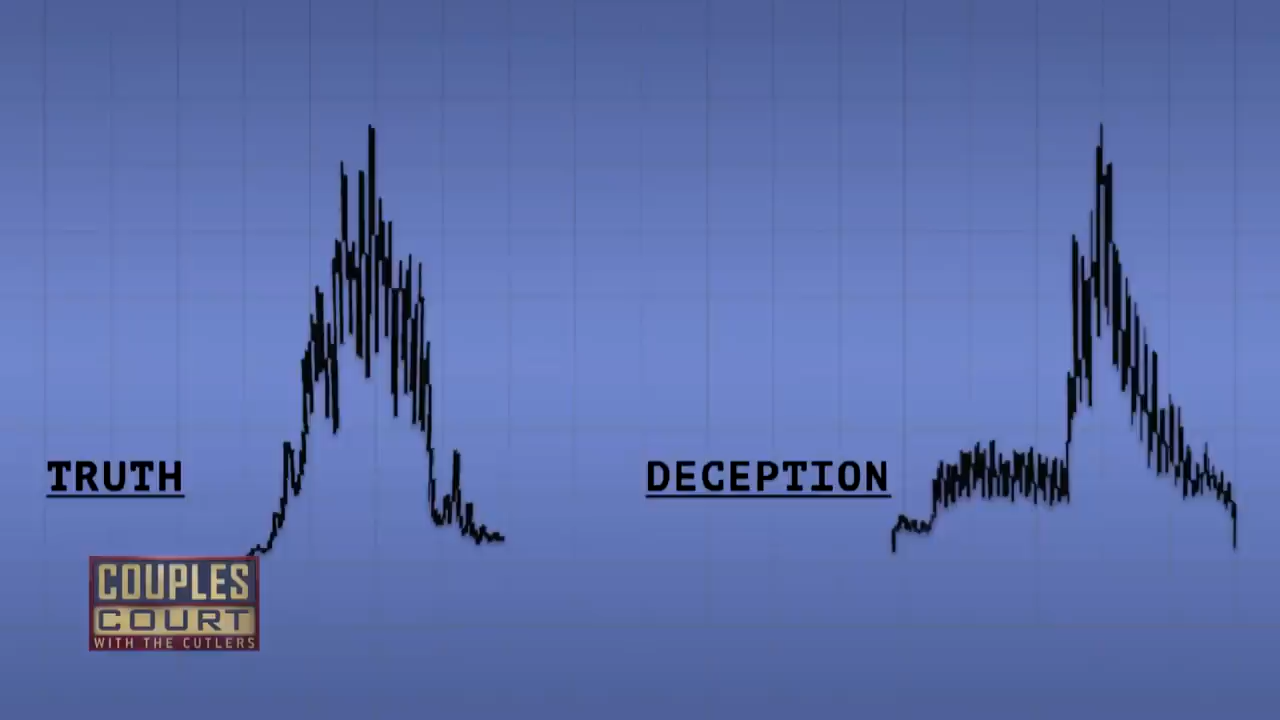 TRUTH
DECEPTION
COUPLES
COURT
WITH THE CUTLERS